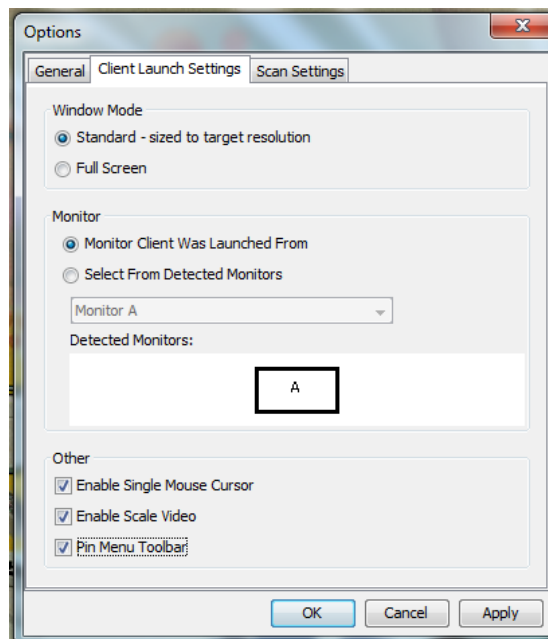 Options
General Client Launch Settings Scan Settings
Window Mode
Standard - sized to target resolution
Full Screen
Monitor
Monitor Client Was Launched From
Select From Detected Monitors
Monitor A
Detected Monitors:
A
Other
Enable Single Mouse Cursor
Enable Scale Video
Pin Menu Toolbar
OK Cancel Apply